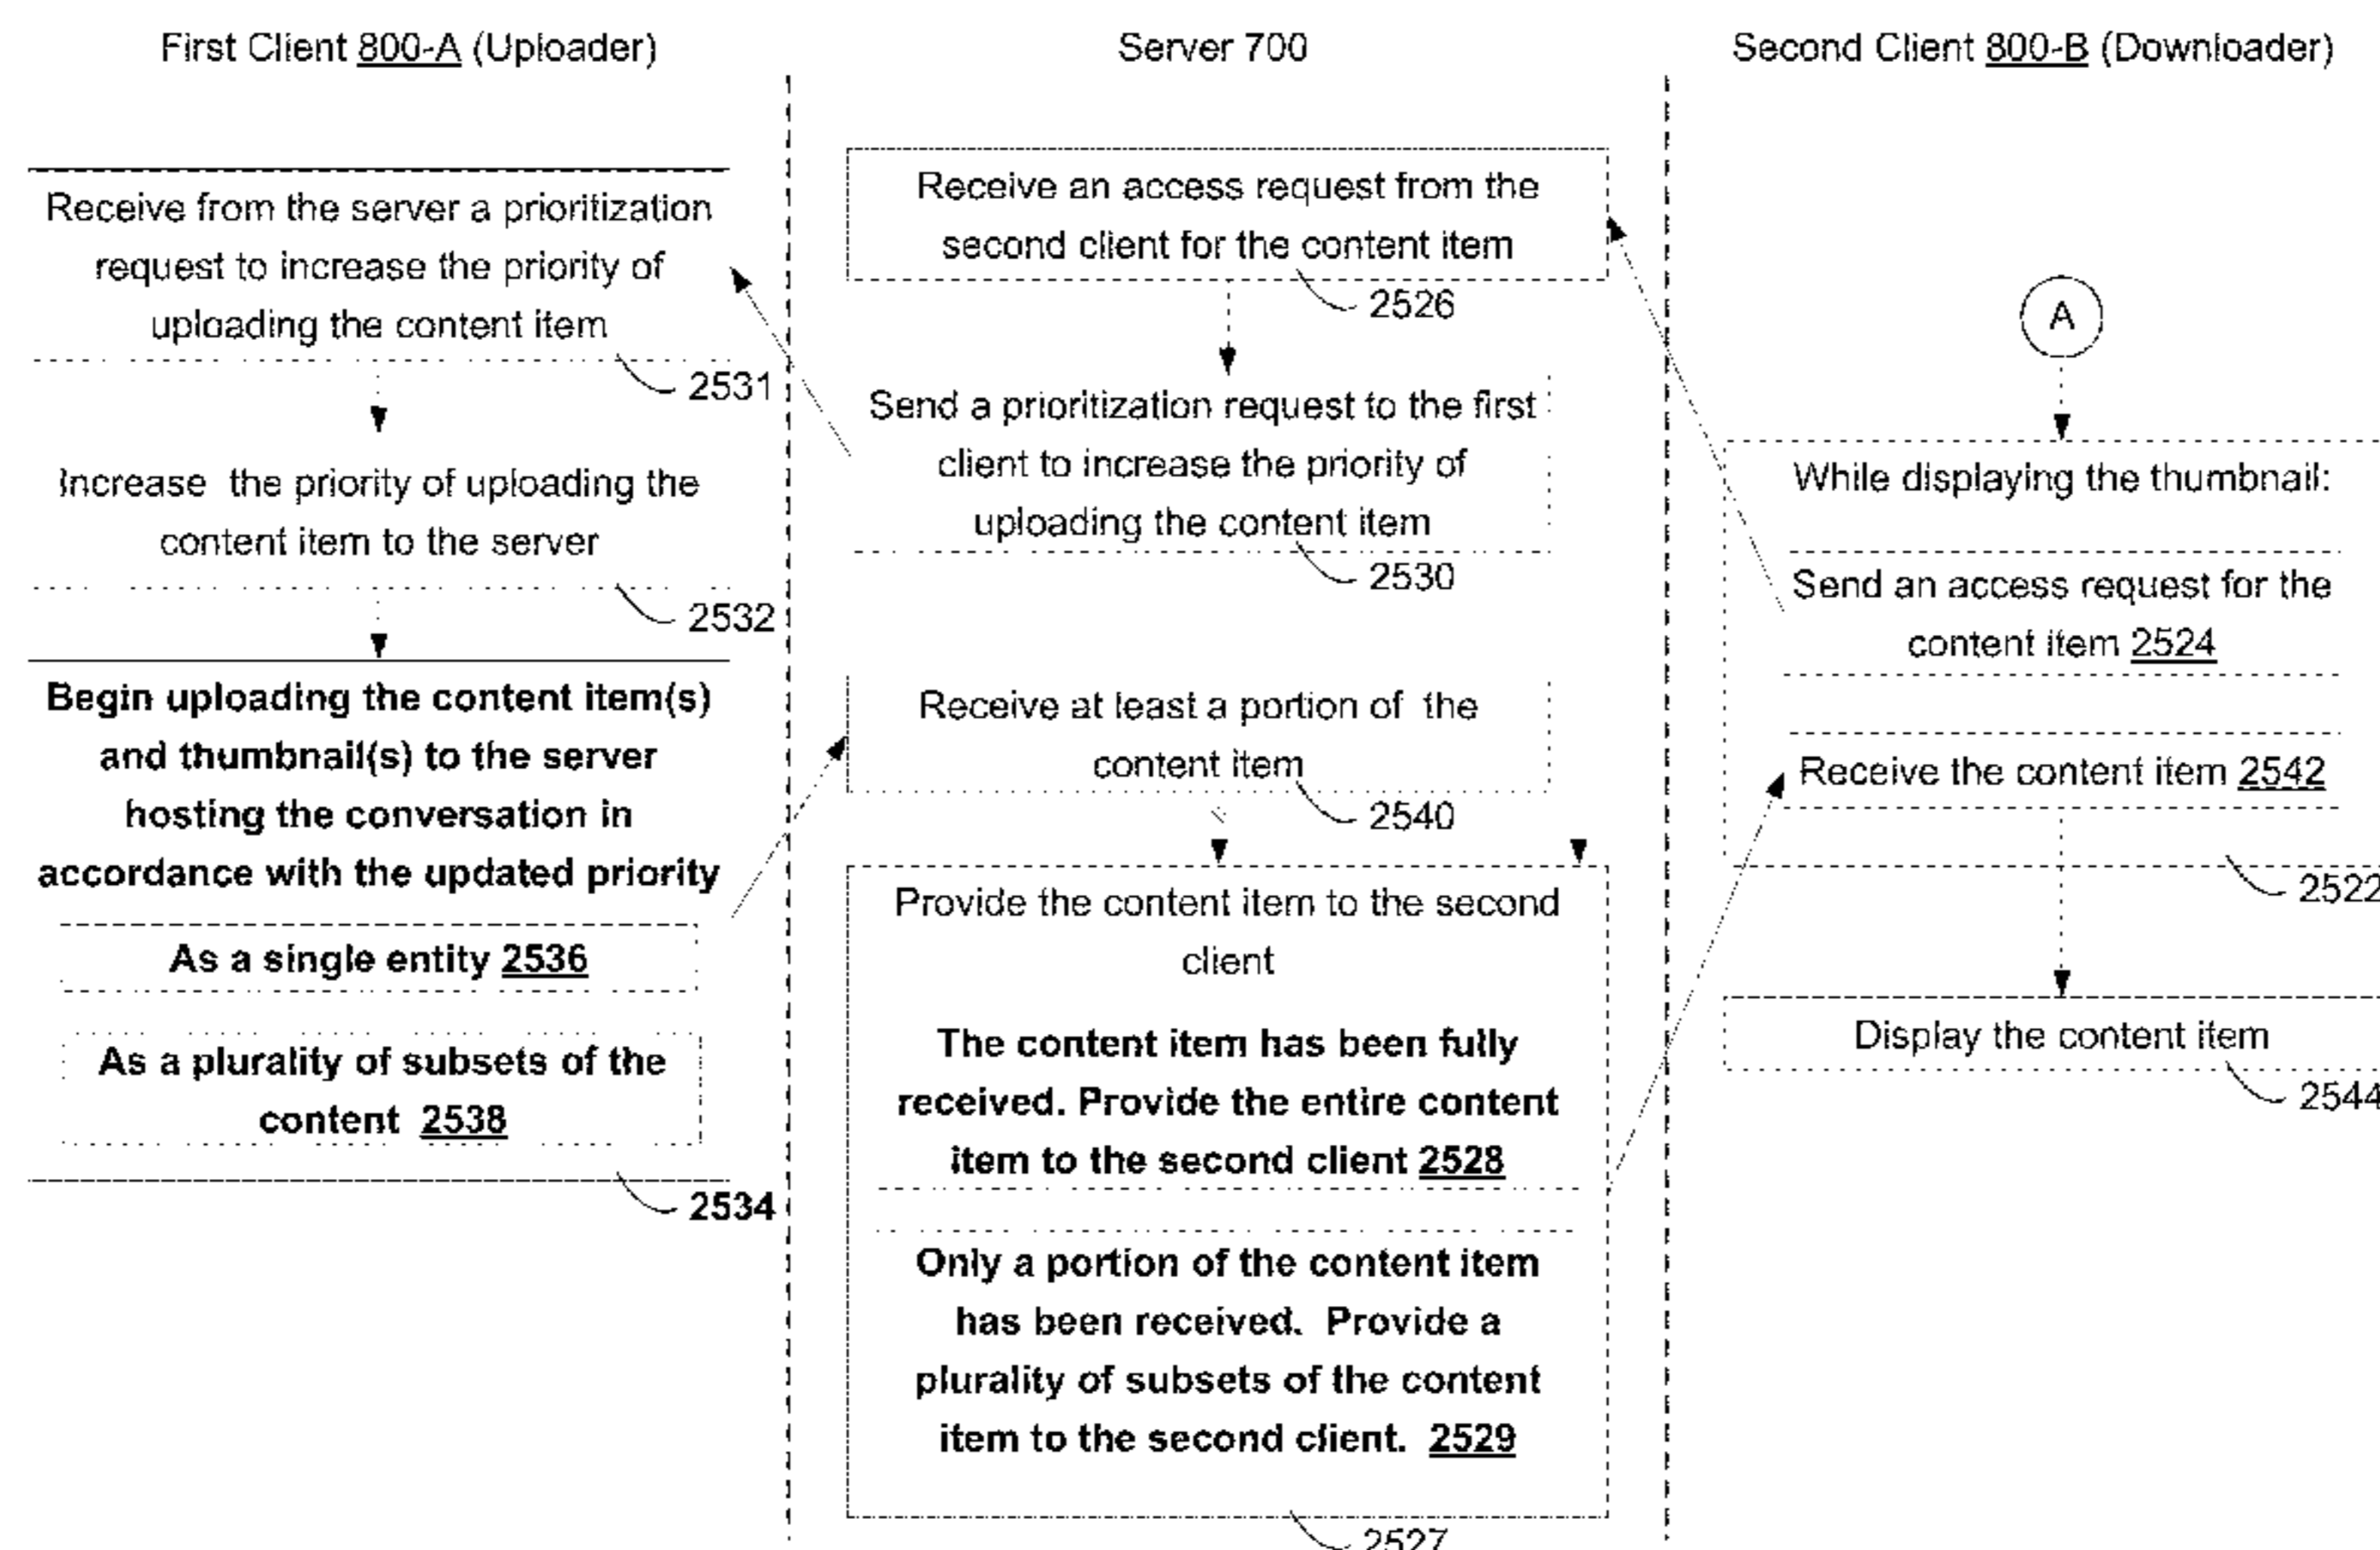 First Client 800-A (Uploader)
Receive from the server a prioritization
request to increase the priority of
uploading the content item
2531
Increase the priority of uploading the
content item to the server
2532
Begin uploading the content item(s)
and thumbnail(s) to the server
hosting the conversation in
accordance with the updated priority
As a single entity 2536
As a plurality of subsets of the
content 2538
2534
Server 700
Receive an access request from the
second client for the content item
2526
Send a prioritization request to the first
client to increase the priority of
uploading the content item
2530
Receive at least a portion of the
content item
2540
Provide the content item to the second
client
The content item has been fully
received. Provide the entire content
item to the second client 2528
Only a portion of the content item
has been received. Provide a
plurality of subsets of the content
item to the second client. 2529
2527
Second Client 800-B (Downloader)
A
While displaying the thumbnail:
Send an access request for the
content item 2524
Receive the content item 2542
2522
Display the content item
2544